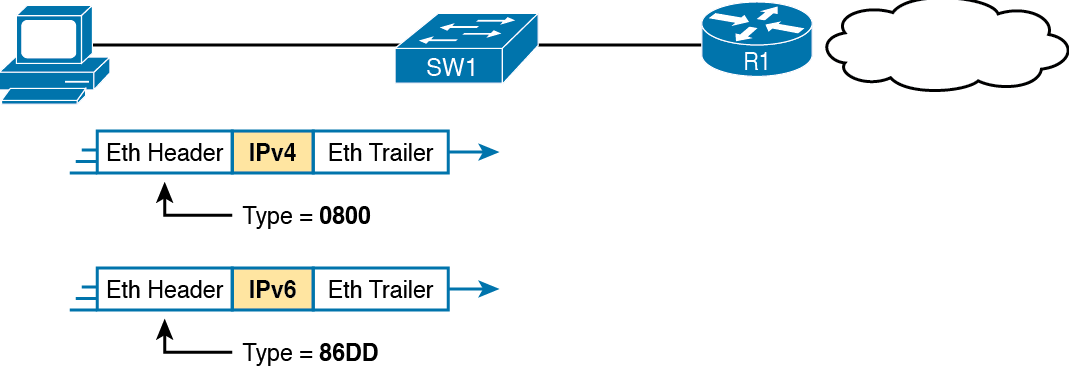 SW1
R1
Eth Header IPv4 Eth Trailer
Type = 0800
Eth Header IPv6 Eth Trailer
Type = 86DD